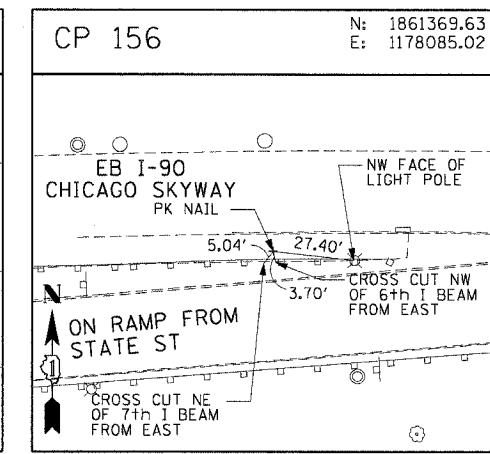 CP 156
N: 1861369.63
E: 1178085.02
EB I-90
CHICAGO SKYWAY
PK NAIL
NW FACE OF
LIGHT POLE
5.04'
27.40'
3.70'
CROSS CUT NW
OF 6th I BEAM
FROM EAST
N
ON RAMP FROM
STATE ST
1
CROSS CUT NE
OF 7th I BEAM
FROM EAST